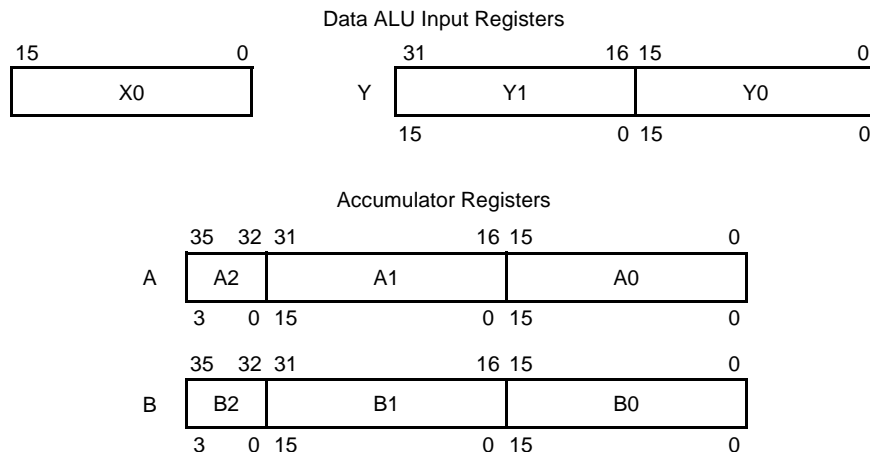 Data ALU Input Registers
15 0 31 16 15 0
X0 Y Y1 Y0
15 0 15 0
Accumulator Registers
35 32 31 16 15 0
A A2 A1 A0
3 0 15 0 15 0
35 32 31 16 15 0
B B2 B1 B0
3 0 15 0 15 0